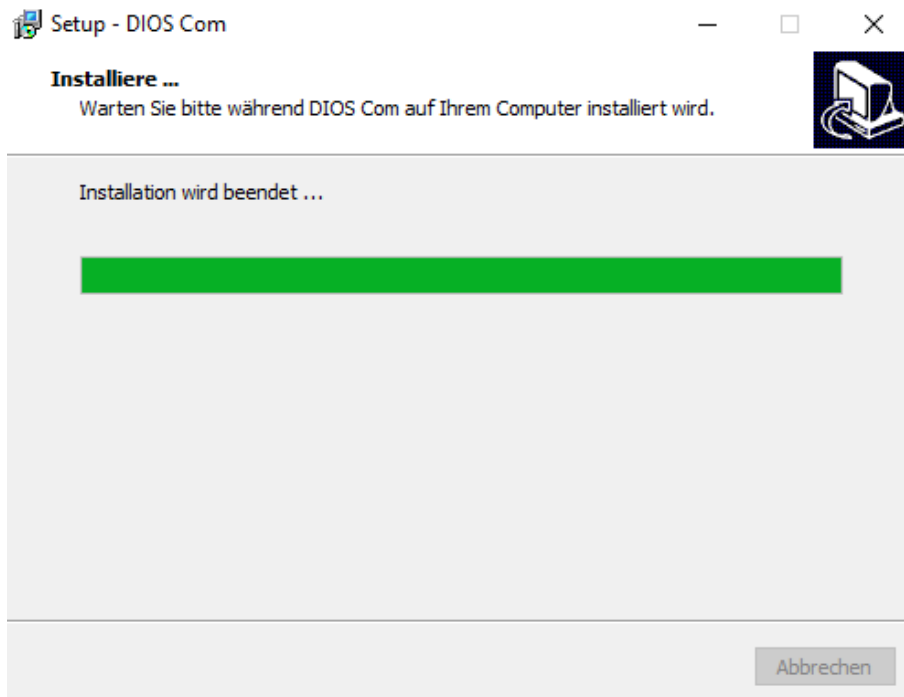 Setup - DIOS Com
Installiere ...
Warten Sie bitte während DIOS Com auf Ihrem Computer installiert wird.
Installation wird beendet ...
Abbrechen